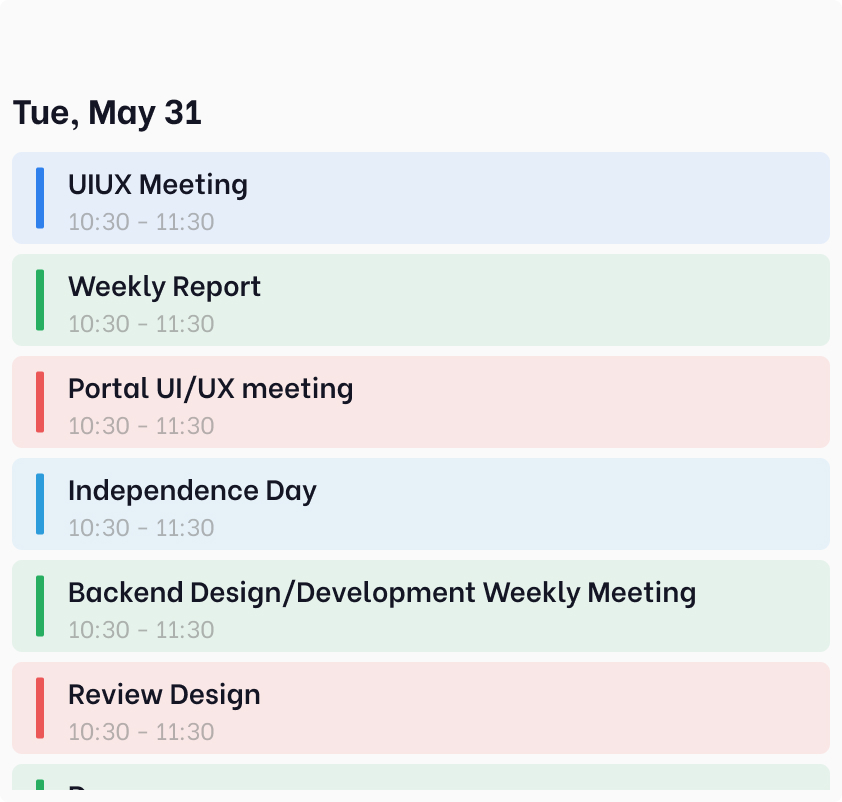 Tue, May 31
UIUX Meeting
10:30 - 11:30
Weekly Report
10:30 - 11:30
Portal UI/UX meeting
10:30 - 11:30
Independence Day
10:30 - 11:30
Backend Design/Development Weekly Meeting
10:30 - 11:30
Review Design
10:30 - 11:30